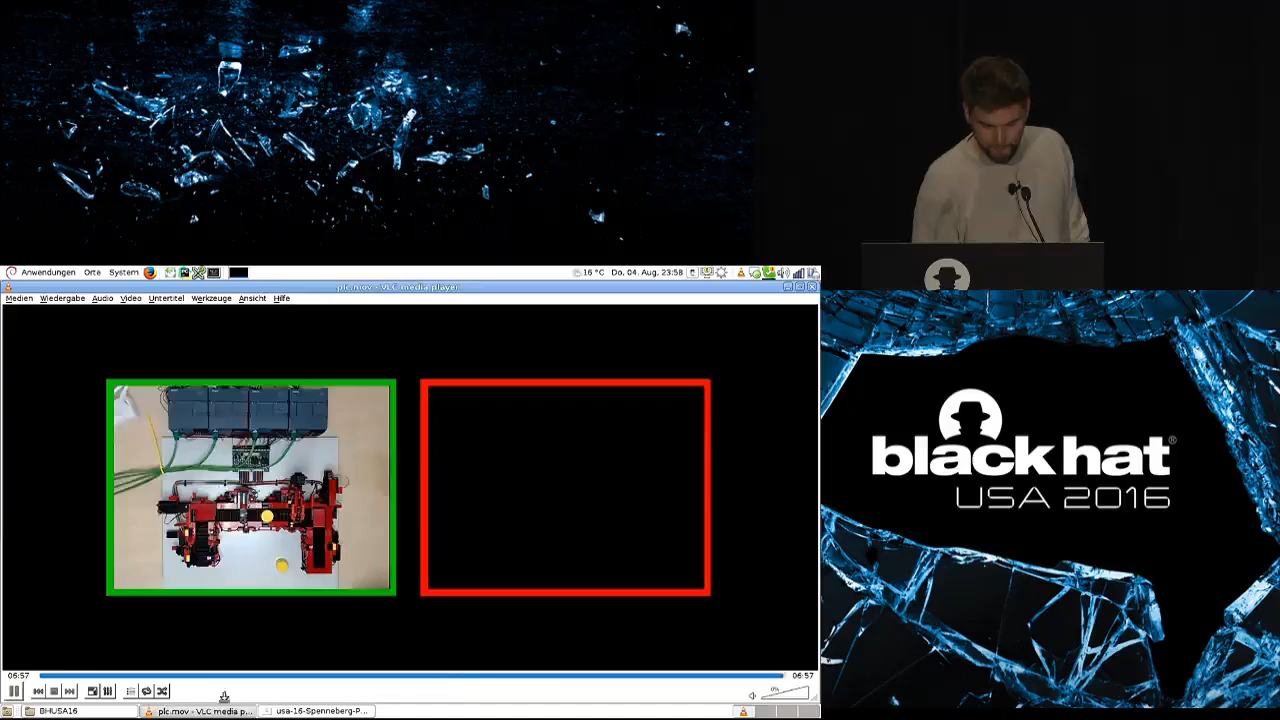 Anwendungen Orte System
16 °C Do, 04. Aug, 23:58
plc.mov - VLC media player
Medien Wiedergabe Audio Video Untertitel Werkzeuge Ansicht Hilfe
06:57 06:57
0%
BHUSA16 plc.mov - VLC media p... usa-16-Spenneberg-P...
black hat®
USA 2016